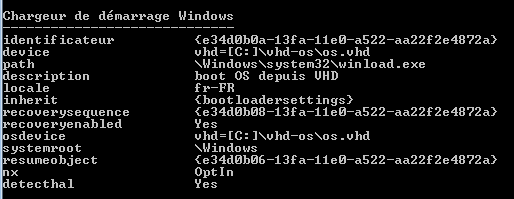 Chargeur de démarrage Windows
-----------------------------
identificateur {e34d0b0a-13fa-11e0-a522-aa22f2e4872a}
device vhd=[C:]\vhd-os\os.vhd
path \Windows\system32\winload.exe
description boot OS depuis VHD
locale fr-FR
inherit {bootloadersettings}
recoverysequence {e34d0b08-13fa-11e0-a522-aa22f2e4872a}
recoveryenabled Yes
osdevice vhd=[C:]\vhd-os\os.vhd
systemroot \Windows
resumeobject {e34d0b06-13fa-11e0-a522-aa22f2e4872a}
nx OptIn
detecthal Yes